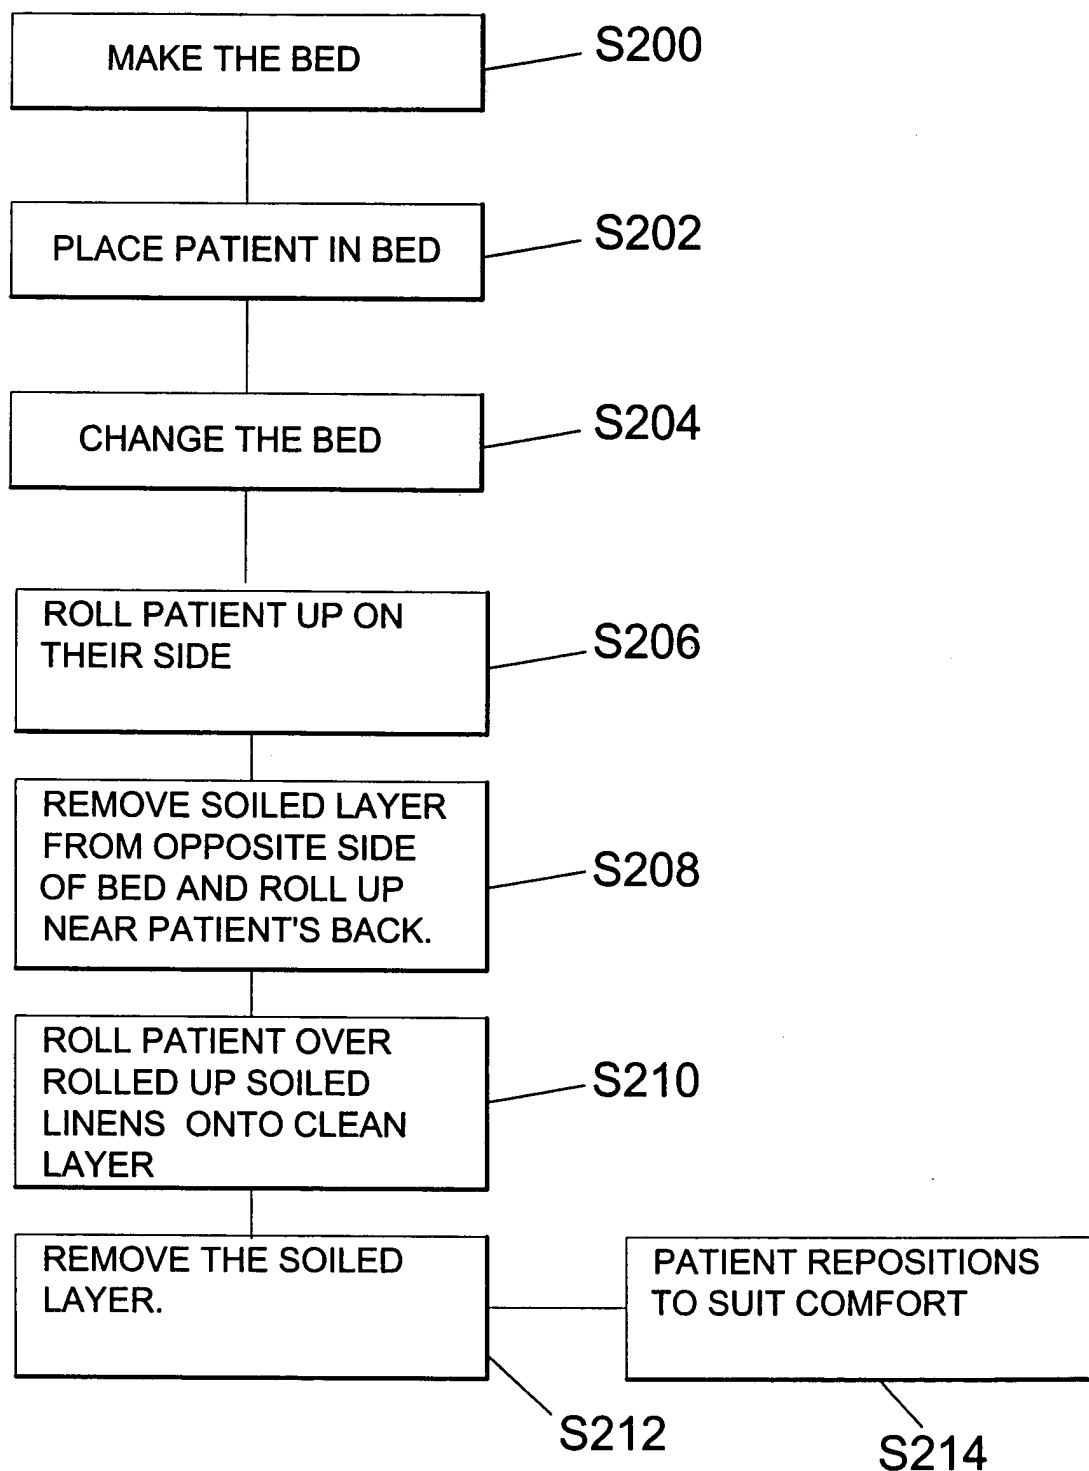 MAKE THE BED
S200
PLACE PATIENT IN BED
S202
CHANGE THE BED
S204
ROLL PATIENT UP ON
THEIR SIDE
S206
REMOVE SOILED LAYER
FROM OPPOSITE SIDE
OF BED AND ROLL UP
NEAR PATIENT'S BACK.
S208
ROLL PATIENT OVER
ROLLED UP SOILED
LINENS ONTO CLEAN
LAYER
S210
REMOVE THE SOILED
LAYER.
S212
PATIENT REPOSITIONS
TO SUIT COMFORT
S214